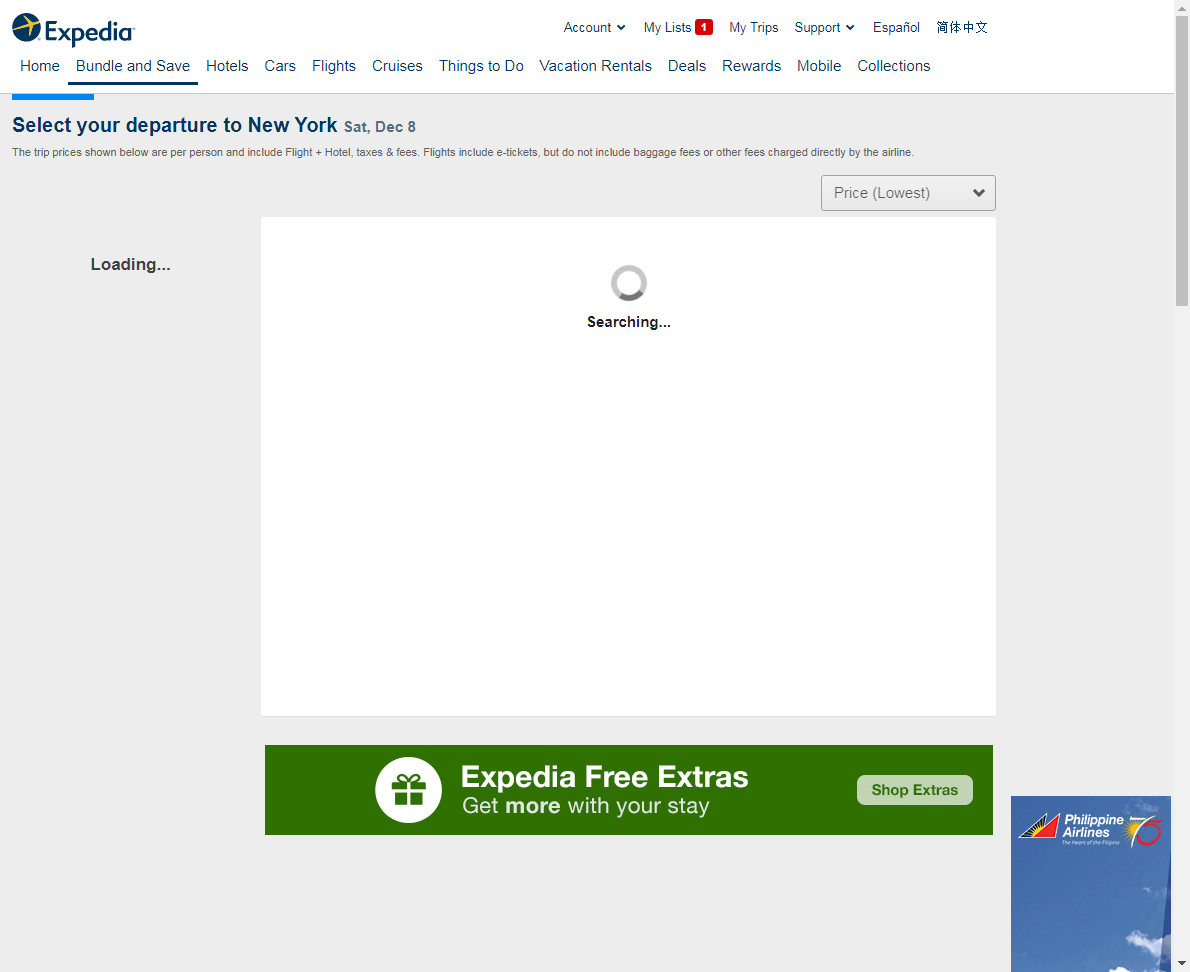 Expedia
Account
My Lists 1
My Trips
Support
Español
简体中文
Home
Bundle and Save
Hotels
Cars
Flights
Cruises
Things to Do
Vacation Rentals
Deals
Rewards
Mobile
Collections
Select your departure to New York Sat, Dec 8
The trip prices shown below are per person and include Flight + Hotel, taxes & fees. Flights include e-tickets, but do not include baggage fees or other fees charged directly by the airline.
Price (Lowest)
Loading...
Searching...
Expedia Free Extras
Get more with your stay
Shop Extras
Philippine
Airlines
The Heart of the Filipino
75